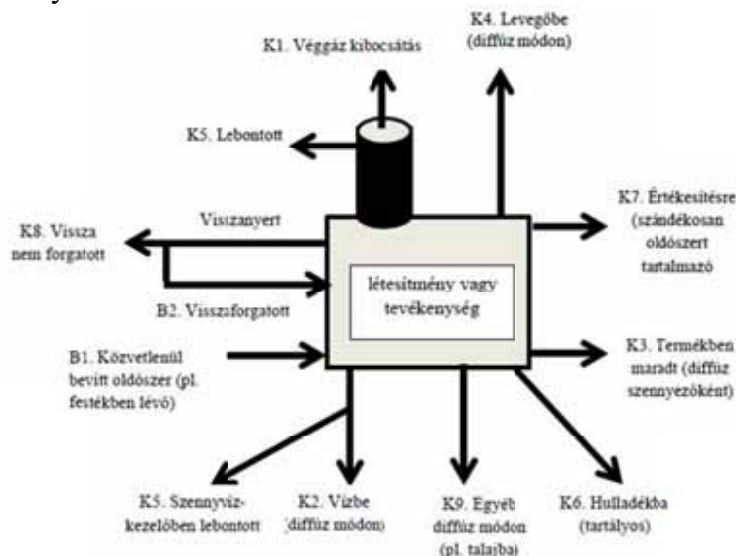 K4. Levegőbe
(diffúz módon)
K1. Véggáz kibocsátás
K5. Lebontott
K7. Értékesítésre
(szándékosan
oldószert
tartalmazó
K8. Vissza
nem forgatott
Visszanyert
létesítmény vagy
tevékenység
B2. Visszaforgatott
B1. Közvetlenül
bevitt oldószer (pl.
festékben lévő)
K3. Termékben
maradt (diffúz
szennyezőként)
K5. Szennyvíz-
kezelőben lebontott
K2. Vízbe
(diffúz módon)
K9. Egyéb
diffúz módon
(pl. talajba)
K6. Hulladékba
(tartályos)